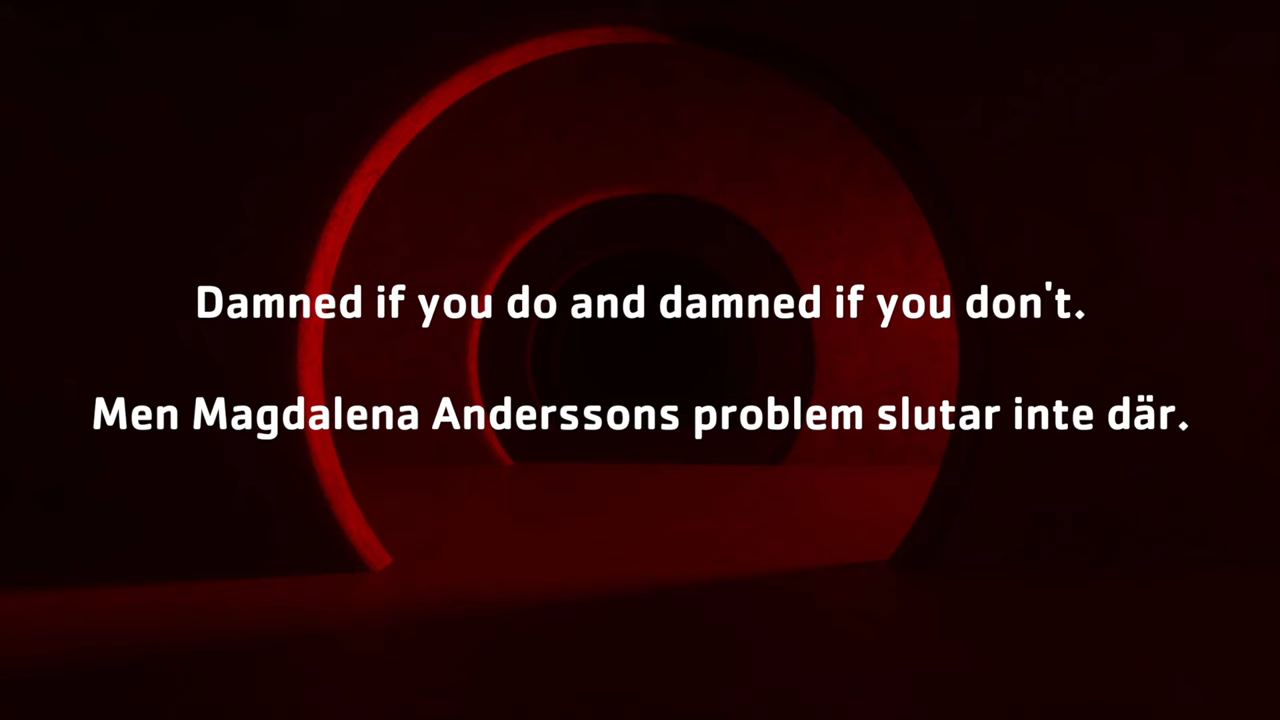 Damned if you do and damned if you don't.
Men Magdalena Anderssons problem slutar inte där.